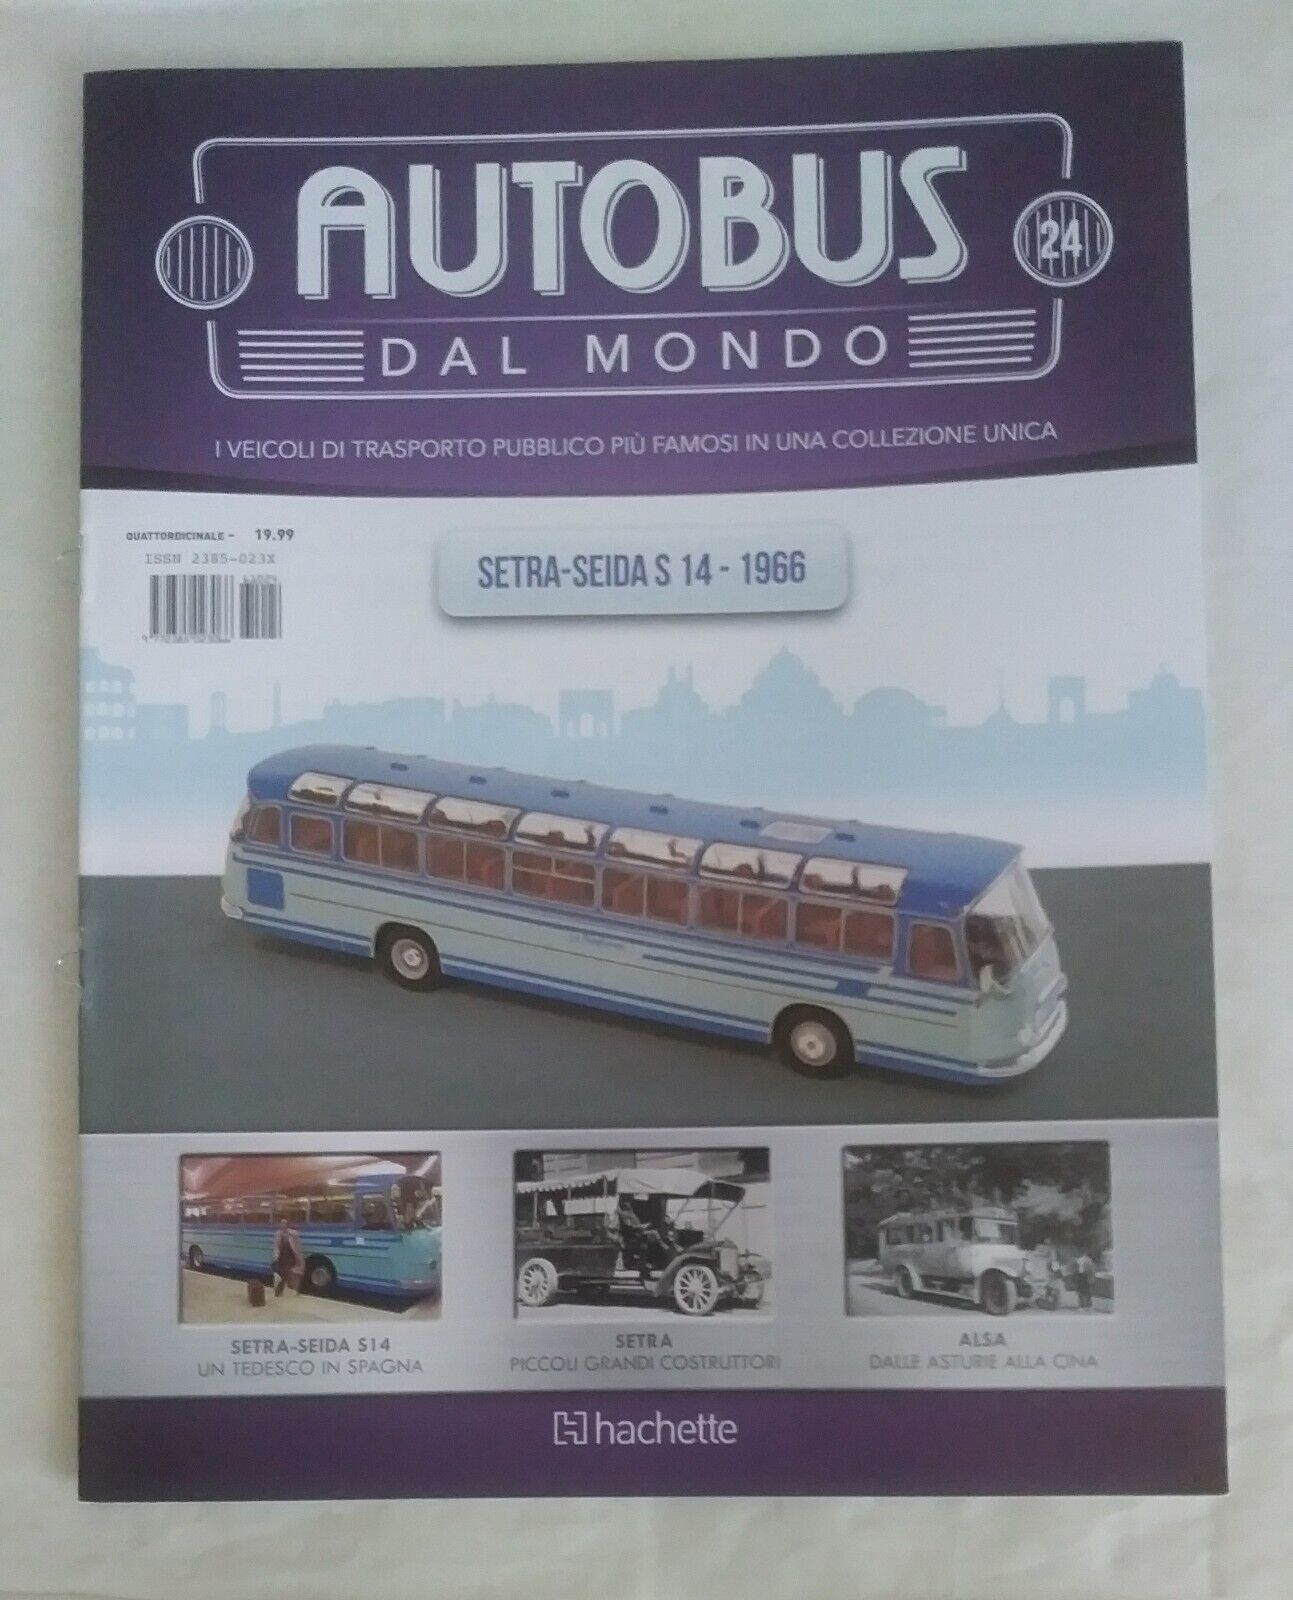 AUTOBUS
24
DAL MONDO
I VEICOLI DI TRASPORTO PUBBLICO PIÙ FAMOSI IN UNA COLLEZIONE UNICA
QUATTORDICINALE - 19.99
ISSN 2385-023X
SETRA-SEIDA S 14 - 1966
SETRA-SEIDA S14
UN TEDESCO IN SPAGNA
SETRA
PICCOLI GRANDI COSTRUTTORI
ALSA
DALLE ASTURIE ALLA CINA
hachette